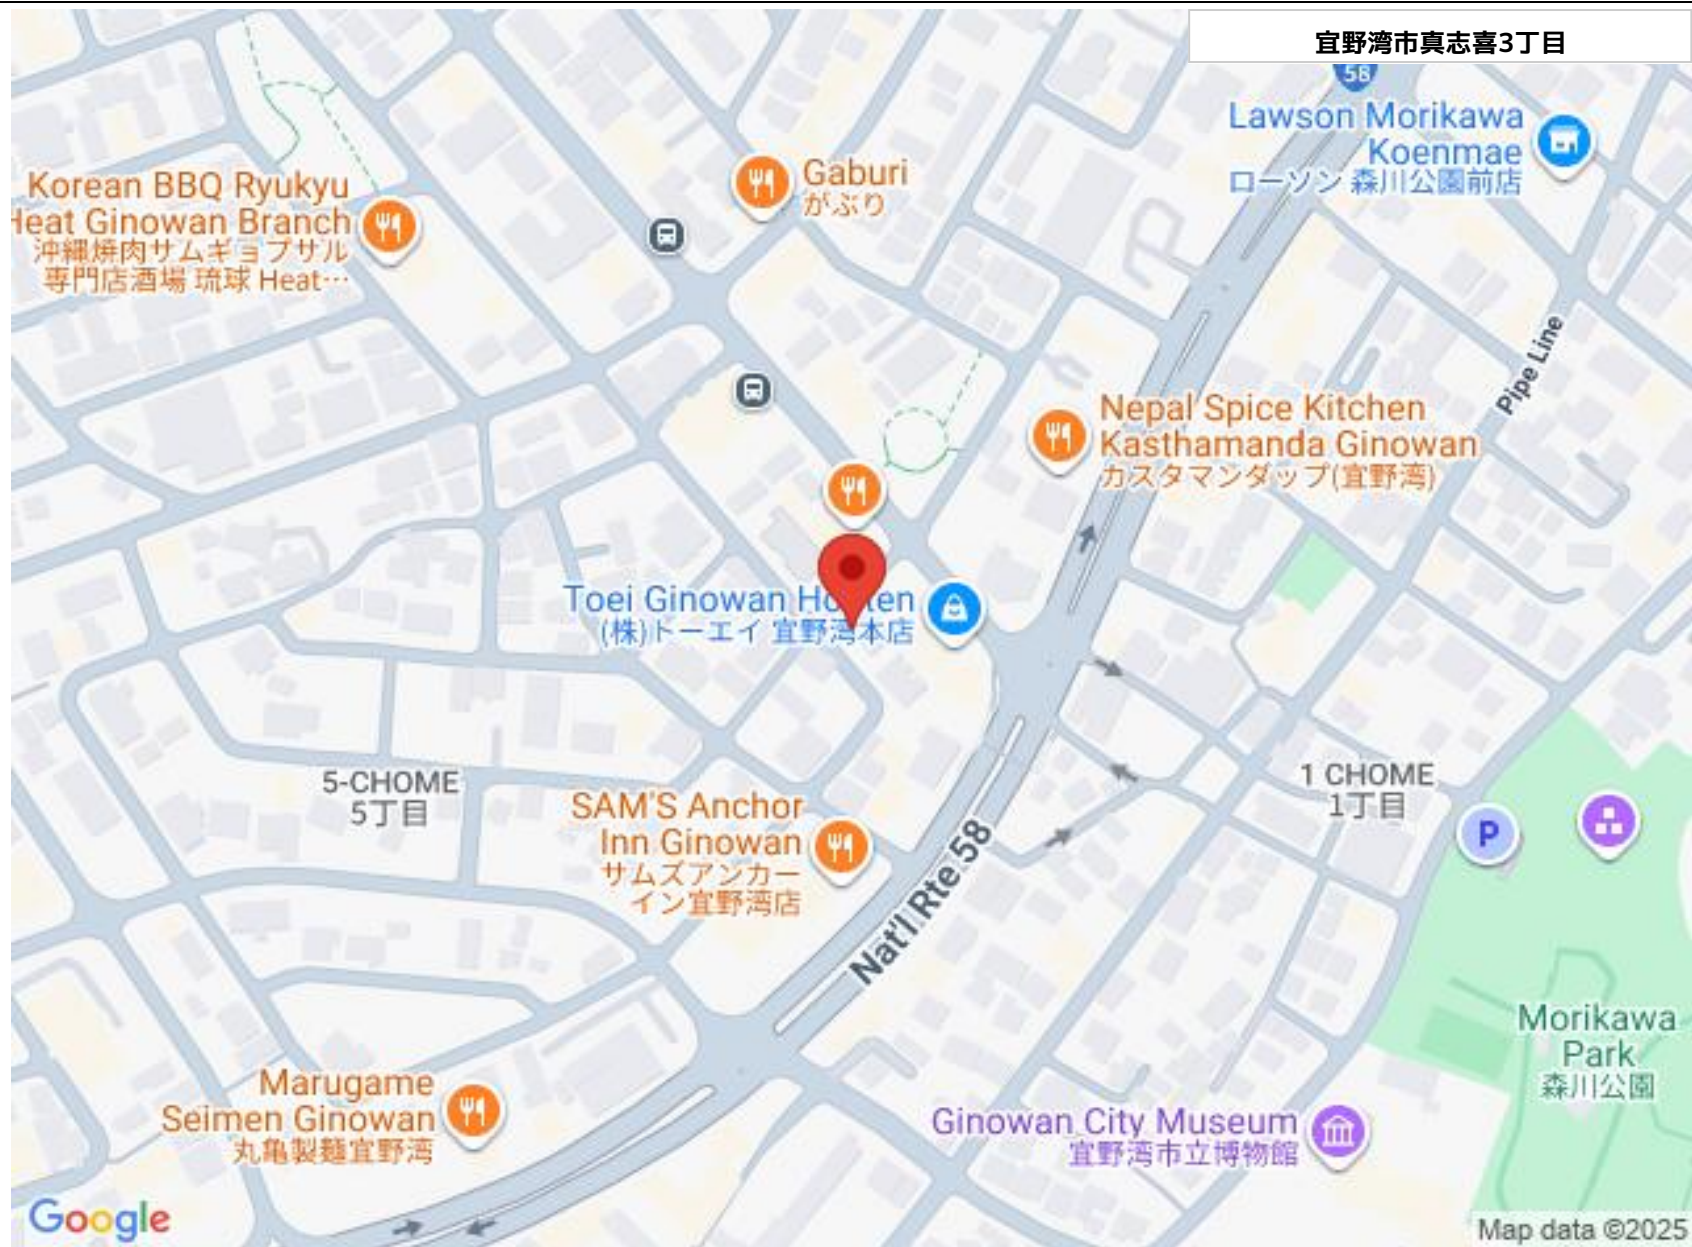 宜野湾市真志喜3丁目
58
Lawson Morikawa
Koenmae
ローソン 森川公園前店
Gaburi
がぶり
Korean BBQ Ryukyu
Heat Ginowan Branch
沖縄焼肉サムギョプサル
専門店酒場 琉球 Heat…
Pipe Line
Nepal Spice Kitchen
Kasthamanda Ginowan
カスタマンダップ(宜野湾)
Toei Ginowan
(株)トーエイ 宜野湾本店
5-CHOME
5丁目
1 CHOME
1丁目
SAM'S Anchor
Inn Ginowan
サムズアンカー
イン宜野湾店
P
Nat'l Rte 58
Morikawa
Park
森川公園
Marugame
Seimen Ginowan
丸亀製麺宜野湾
Ginowan City Museum
宜野湾市立博物館
Google
Map data ©2025